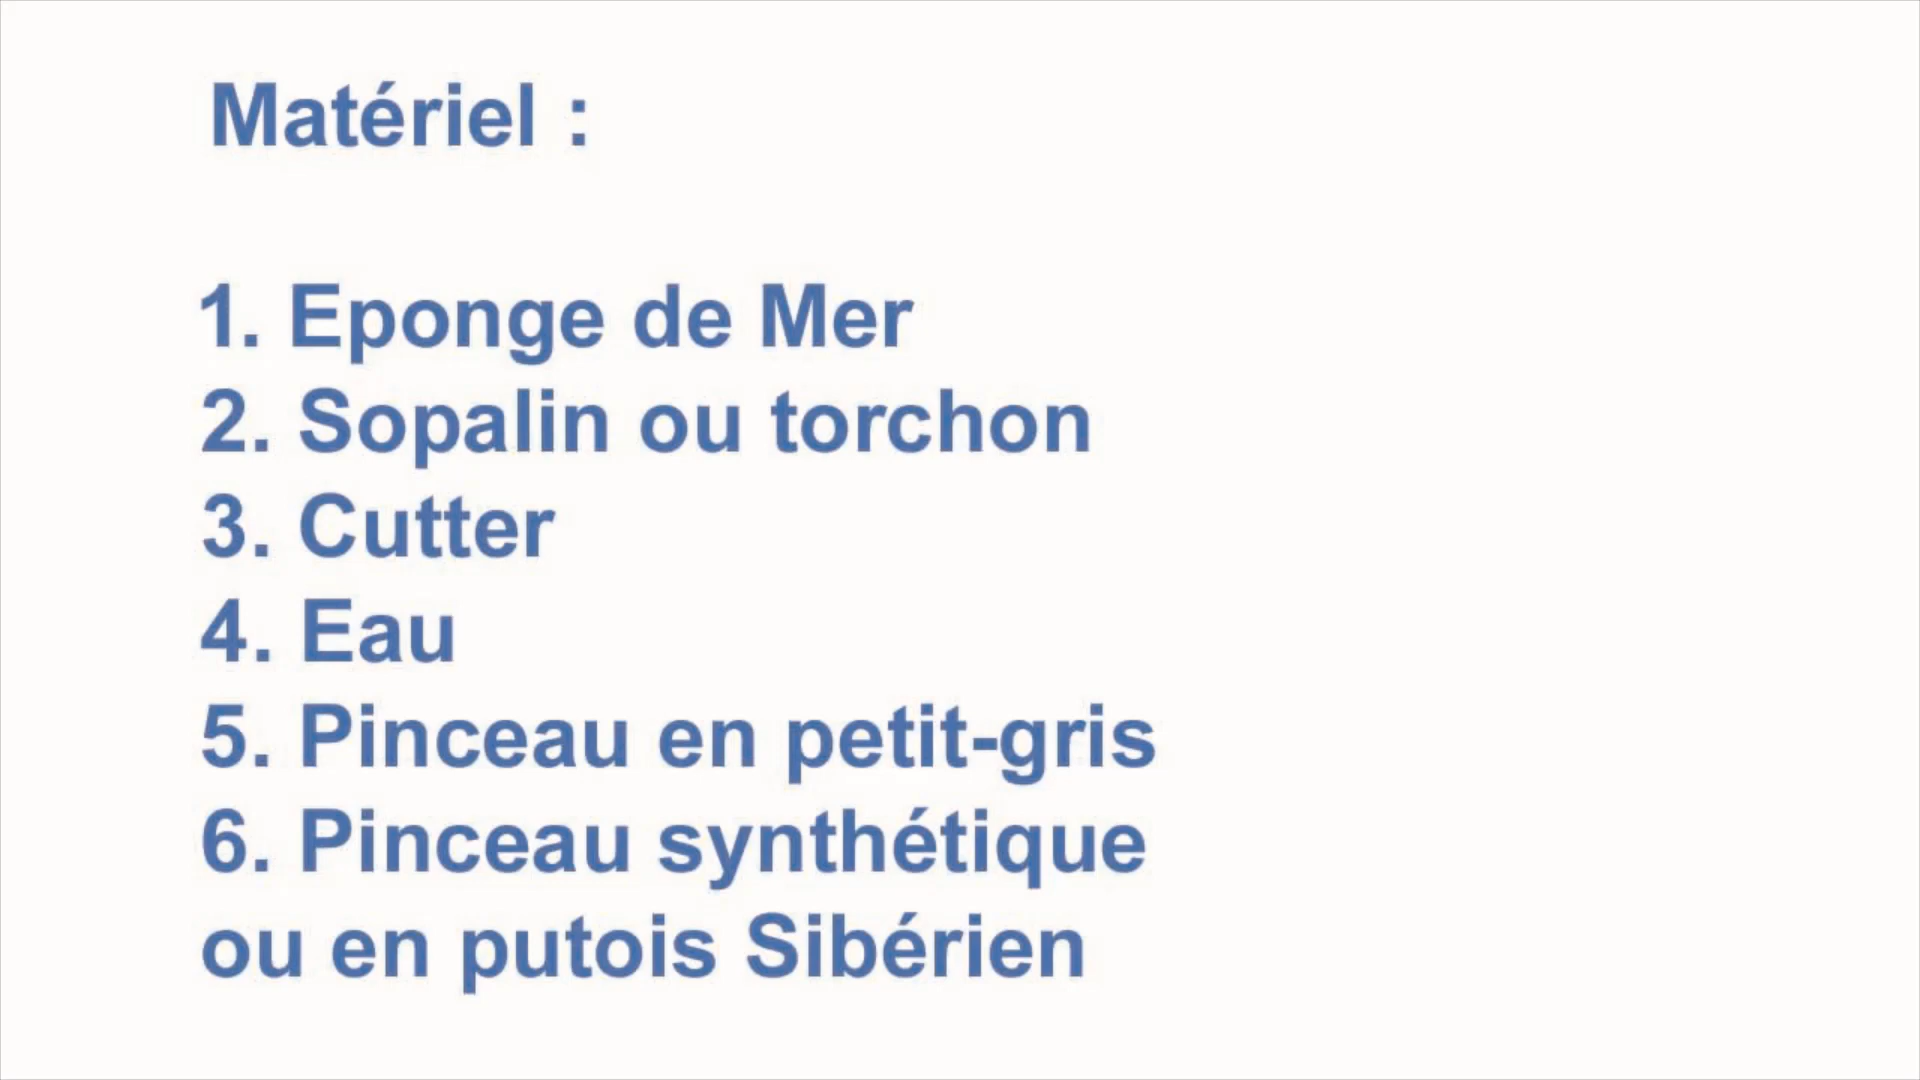 Matériel :
1. Eponge de Mer
2. Sopalin ou torchon
3. Cutter
4. Eau
5. Pinceau en petit-gris
6. Pinceau synthétique
ou en putois Sibérien